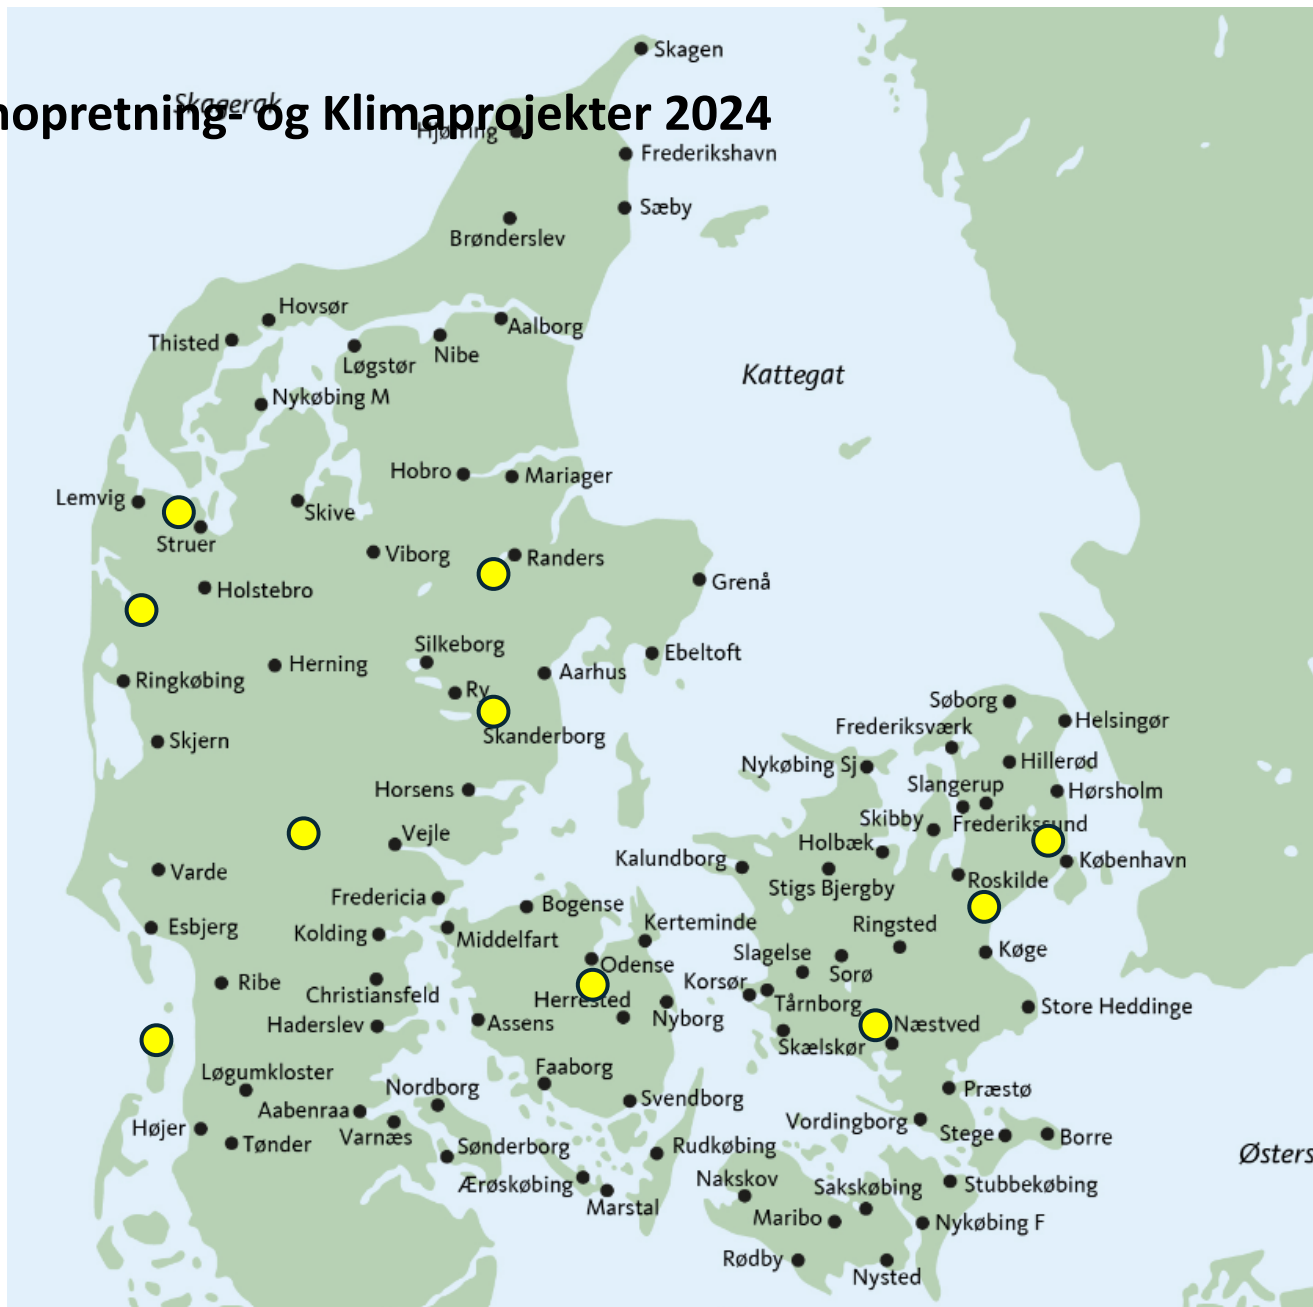 Skagen
Skagerak
nopretning- og Klimaprojekter 2024
Hjørring
Frederikshavn
Sæby
Brønderslev
Hovsør
Aalborg
Thisted
Nibe
Løgstør
Kattegat
Nykøbing M
Hobro
Mariager
Lemvig
Skive
Struer
Viborg
Randers
Grenå
Holstebro
Silkeborg
Ebeltoft
Herning
Aarhus
Ringkøbing
Ry
Søborg
Helsingør
Frederiksværk
Skanderborg
Skjern
Nykøbing Sj
Hillerød
Slangerup
Horsens
Hørsholm
Skibby
Frederikssund
Vejle
Holbæk
Kalundborg
København
Varde
Stigs Bjergby
Roskilde
Fredericia
Bogense
Kerteminde
Ringsted
Esbjerg
Kolding
Middelfart
Slagelse
Køge
Odense
Sorø
Ribe
Korsør
Christiansfeld
Herrested
Tårnborg
Store Heddinge
Haderslev
Assens
Nyborg
Næstved
Skælskør
Løgumkloster
Faaborg
Nordborg
Præstø
Svendborg
Aabenraa
Vordingborg
Højer
Varnæs
Stege
Borre
Tønder
Sønderborg
Rudkøbing
Østers
Nakskov
Ærøskøbing
Sakskøbing
Stubbekøbing
Marstal
Maribo
Nykøbing F
Rødby
Nysted